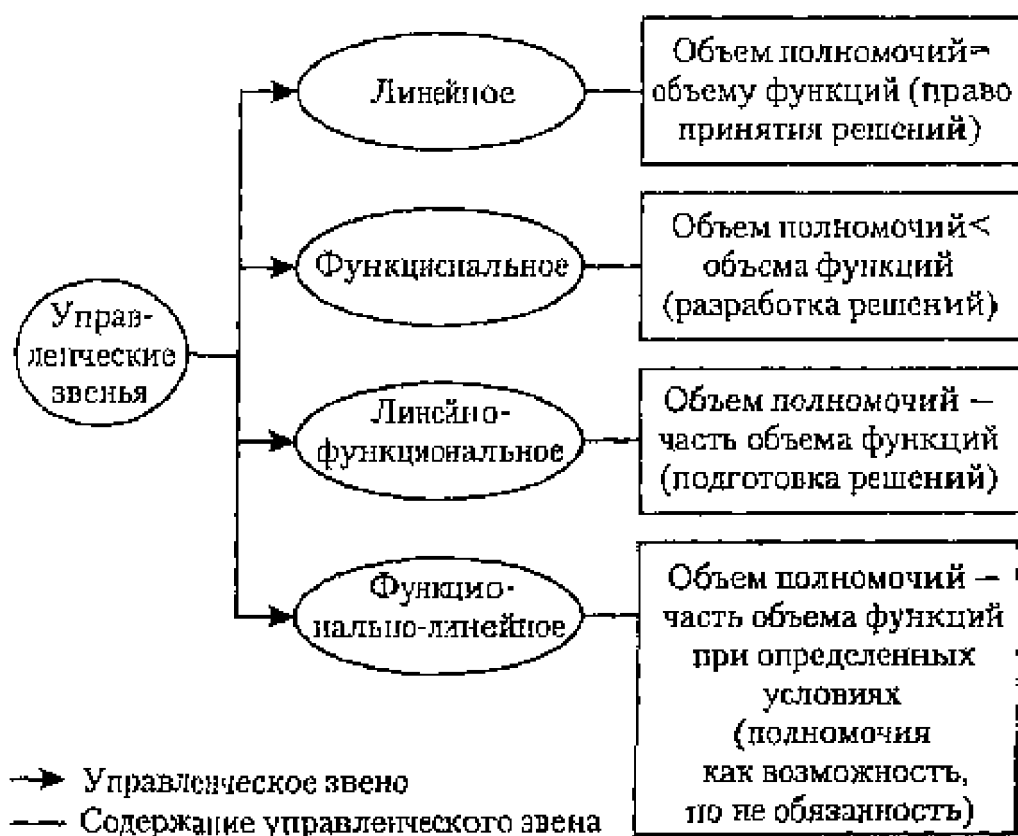 Управ-
ленческие
звенья
Линейное
Объем полномочий=
объему функций (право
принятия решений)
Функциональное
Объем полномочий<
объема функций
(разработка решений)
Линейно-
функциональное
Объем полномочий —
часть объема функций
(подготовка решений)
Функцио-
нально-линейное
Объем полномочий —
часть объема функций
при определенных
условиях
(полномочия
как возможность,
но не обязанность)
Управленческое звено
Содержание управленческого звена